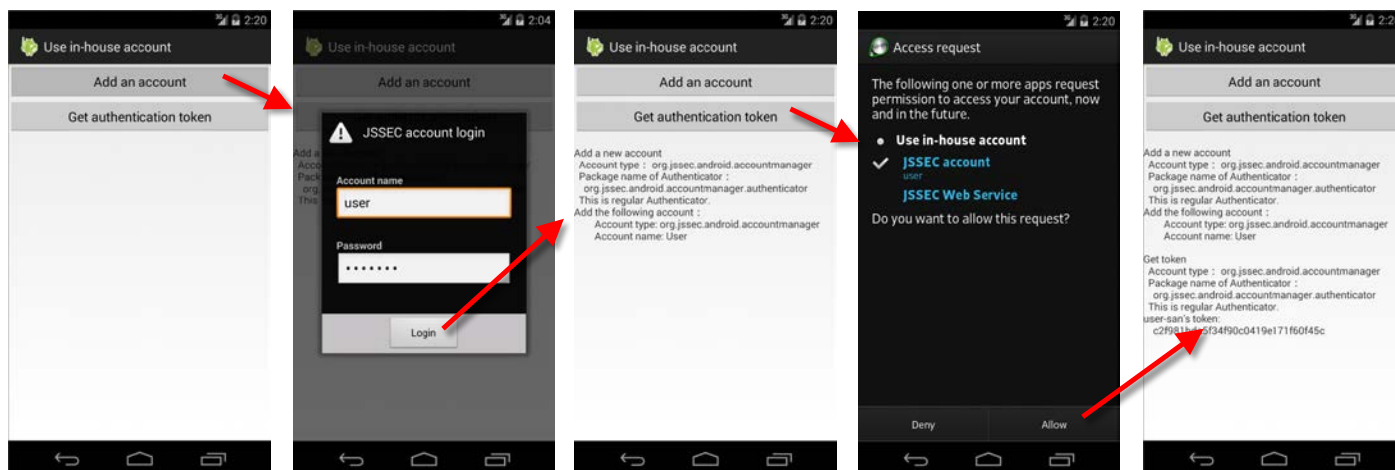 2:20
Use in-house account
Add an account
Get authentication token
2:04
Use in-house account
Add an account
JSSEC account login
Account name
user
Password
•••••••
Login
2:20
Use in-house account
Add an account
Get authentication token
Add a new account
Account type : org.jssec.android.accountmanager
Package name of Authenticator :
org.jssec.android.accountmanager.authenticator
This is regular Authenticator.
Add the following account :
Account type: org.jssec.android.accountmanager
Account name: User
2:20
Access request
The following one or more apps request
permission to access your account, now
and in the future.
Use in-house account
JSSEC account
user
JSSEC Web Service
Do you want to allow this request?
Deny
Allow
Use in-house account
Add an account
Get authentication token
Add a new account
Account type : org.jssec.android.accountmanager
Package name of Authenticator :
org.jssec.android.accountmanager.authenticator
This is regular Authenticator.
Add the following account :
Account type: org.jssec.android.accountmanager
Account name: User
Get token
Account type : org.jssec.android.accountmanager
Package name of Authenticator :
org.jssec.android.accountmanager.authenticator
This is regular Authenticator.
user-san's token: